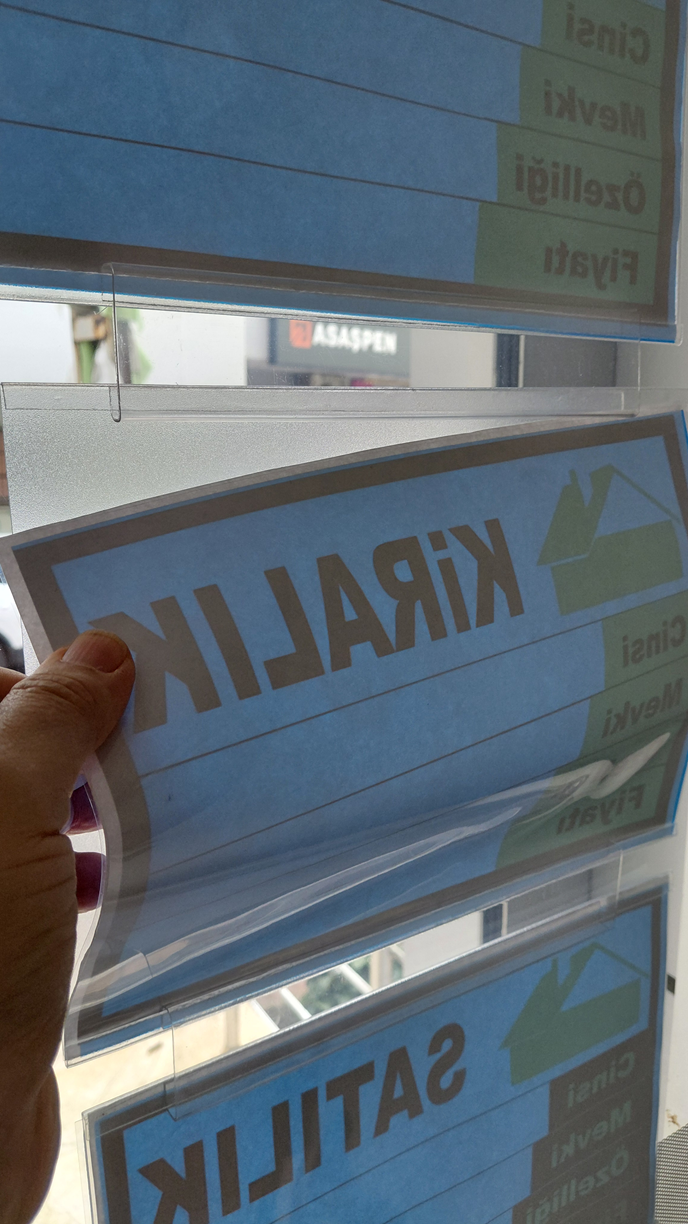 Cinsi
Mevki
Özelliği
Fiyatı
ASAŞPEN
KiRALIK
Cinsi
Mevki
Fiyatı
SATILIK
Cinsi
Mevki
Özelliği